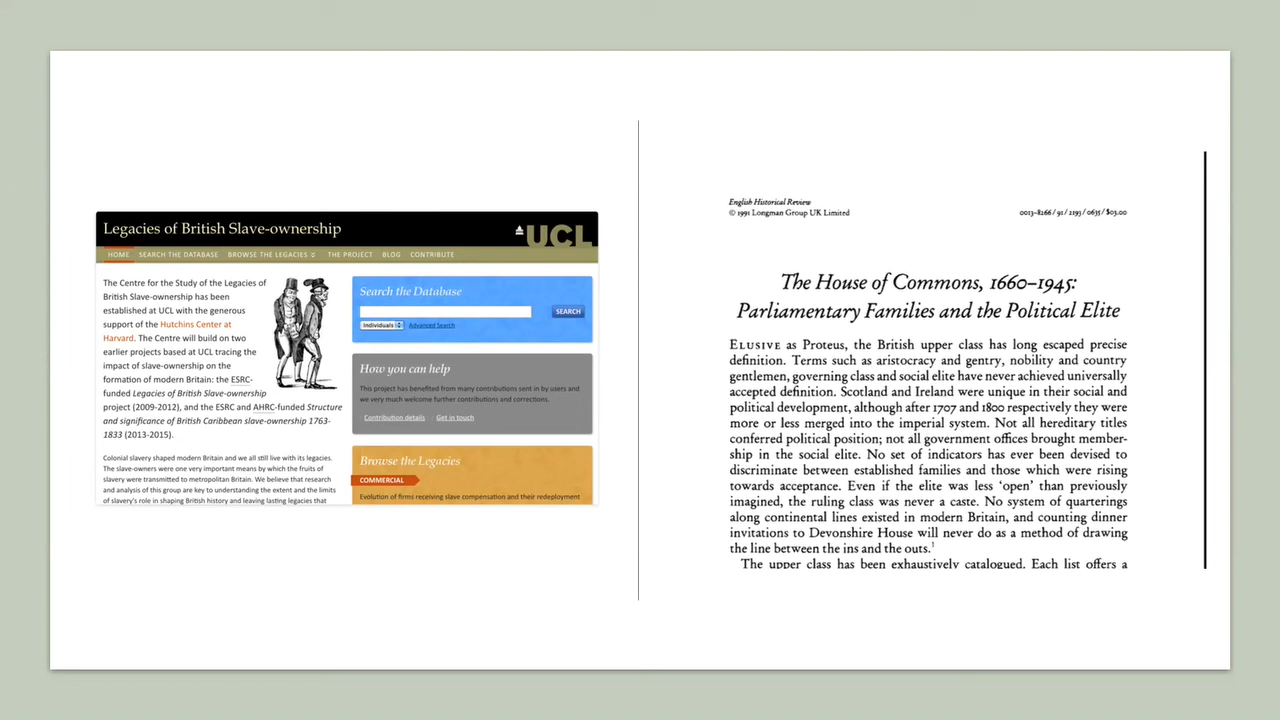 Legacies of British Slave-ownership
UCL
HOME SEARCH THE DATABASE BROWSE THE LEGACIES THE PROJECT BLOG CONTRIBUTE
The Centre for the Study of the Legacies of
British Slave-ownership has been
established at UCL with the generous
support of the Hutchins Center at
Harvard. The Centre will build on two
earlier projects based at UCL tracing the
impact of slave-ownership on the
formation of modern Britain: the ESRC-
funded Legacies of British Slave-ownership
project (2009-2012), and the ESRC and AHRC-funded Structure
and significance of British Caribbean slave-ownership 1763-
1833 (2013-2015).
Colonial slavery shaped modern Britain and we all still live with its legacies.
The slave-owners were one very important means by which the fruits of
slavery were transmitted to metropolitan Britain. We believe that research
and analysis of this group are key to understanding the extent and the limits
of slavery's role in shaping British history and leaving lasting legacies that
Search the Database
SEARCH
Individuals Advanced Search
How you can help
This project has benefited from many contributions sent in by users and
we very much welcome further contributions and corrections.
Contribution details Get in touch
Browse the Legacies
COMMERCIAL
Evolution of firms receiving slave compensation and their redeployment
English Historical Review
© 1991 Longman Group UK Limited
0013-8266/91/2193/0635/$03.00
The House of Commons, 1660–1945:
Parliamentary Families and the Political Elite
ELUSIVE as Proteus, the British upper class has long escaped precise
definition. Terms such as aristocracy and gentry, nobility and country
gentlemen, governing class and social elite have never achieved universally
accepted definition. Scotland and Ireland were unique in their social and
political development, although after 1707 and 1800 respectively they were
more or less merged into the imperial system. Not all hereditary titles
conferred political position; not all government offices brought member-
ship in the social elite. No set of indicators has ever been devised to
discriminate between established families and those which were rising
towards acceptance. Even if the elite was less 'open' than previously
imagined, the ruling class was never a caste. No system of quarterings
along continental lines existed in modern Britain, and counting dinner
invitations to Devonshire House will never do as a method of drawing
the line between the ins and the outs.¹
The upper class has been exhaustively catalogued. Each list offers a